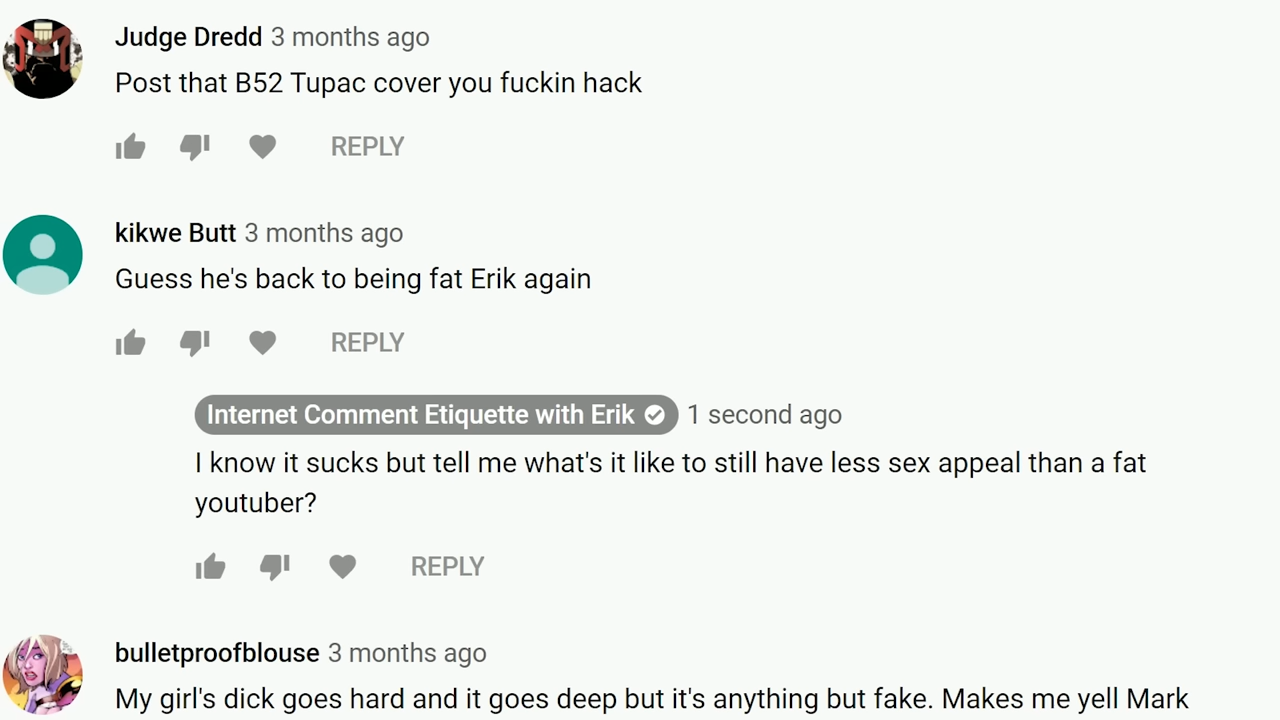 Judge Dredd 3 months ago
Post that B52 Tupac cover you fuckin hack
REPLY
kikwe Butt 3 months ago
Guess he's back to being fat Erik again
REPLY
Internet Comment Etiquette with Erik 1 second ago
I know it sucks but tell me what's it like to still have less sex appeal than a fat
youtuber?
REPLY
bulletproofblouse 3 months ago
My girl's dick goes hard and it goes deep but it's anything but fake. Makes me yell Mark